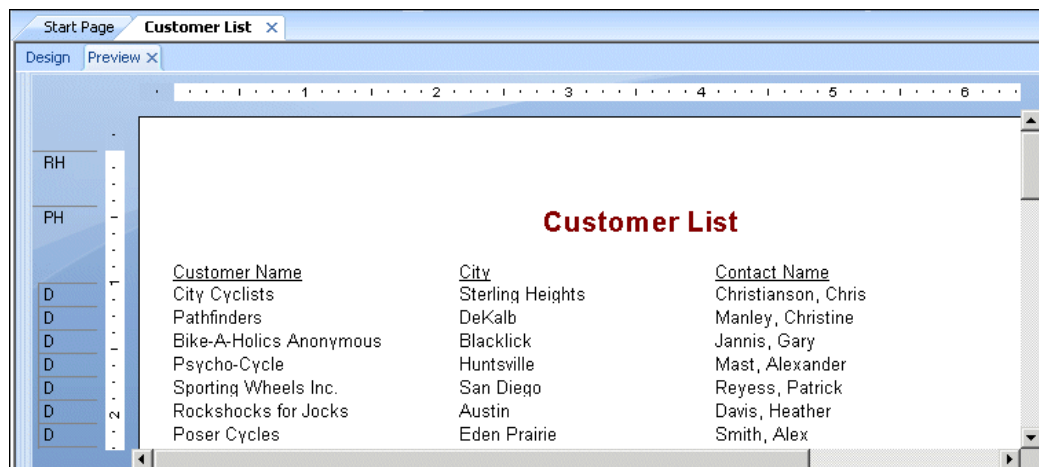 Start Page Customer List
Design Preview
1 2 3 4 5 6
RH
PH
Customer List
1
Customer Name City Contact Name
D City Cyclists Sterling Heights Christianson, Chris
D Pathfinders DeKalb Manley, Christine
D Bike-A-Holics Anonymous Blacklick Jannis, Gary
D Psycho-Cycle Huntsville Mast, Alexander
D Sporting Wheels Inc. San Diego Reyess, Patrick
D 2 Rockshocks for Jocks Austin Davis, Heather
D Poser Cycles Eden Prairie Smith, Alex